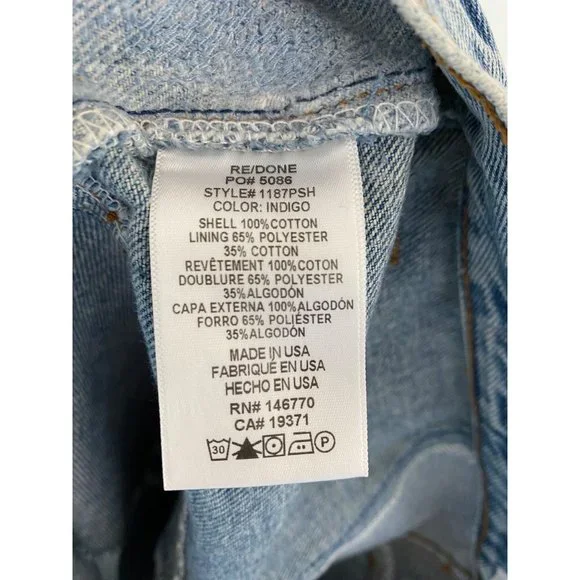 RE/DONE
PO# 5086
STYLE# 1187PSH
COLOR: INDIGO
SHELL 100%COTTON
LINING 65% POLYESTER
35% COTTON
REVÊTEMENT 100%COTON
DOUBLURE 65% POLYESTER
35%ALGODÓN
CAPA EXTERNA 100%ALGODÓN
FORRO 65% POLIÉSTER
35%ALGODÓN
MADE IN USA
FABRIQUÉ EN USA
HECHO EN USA
RN# 146770
CA# 19371
30 P